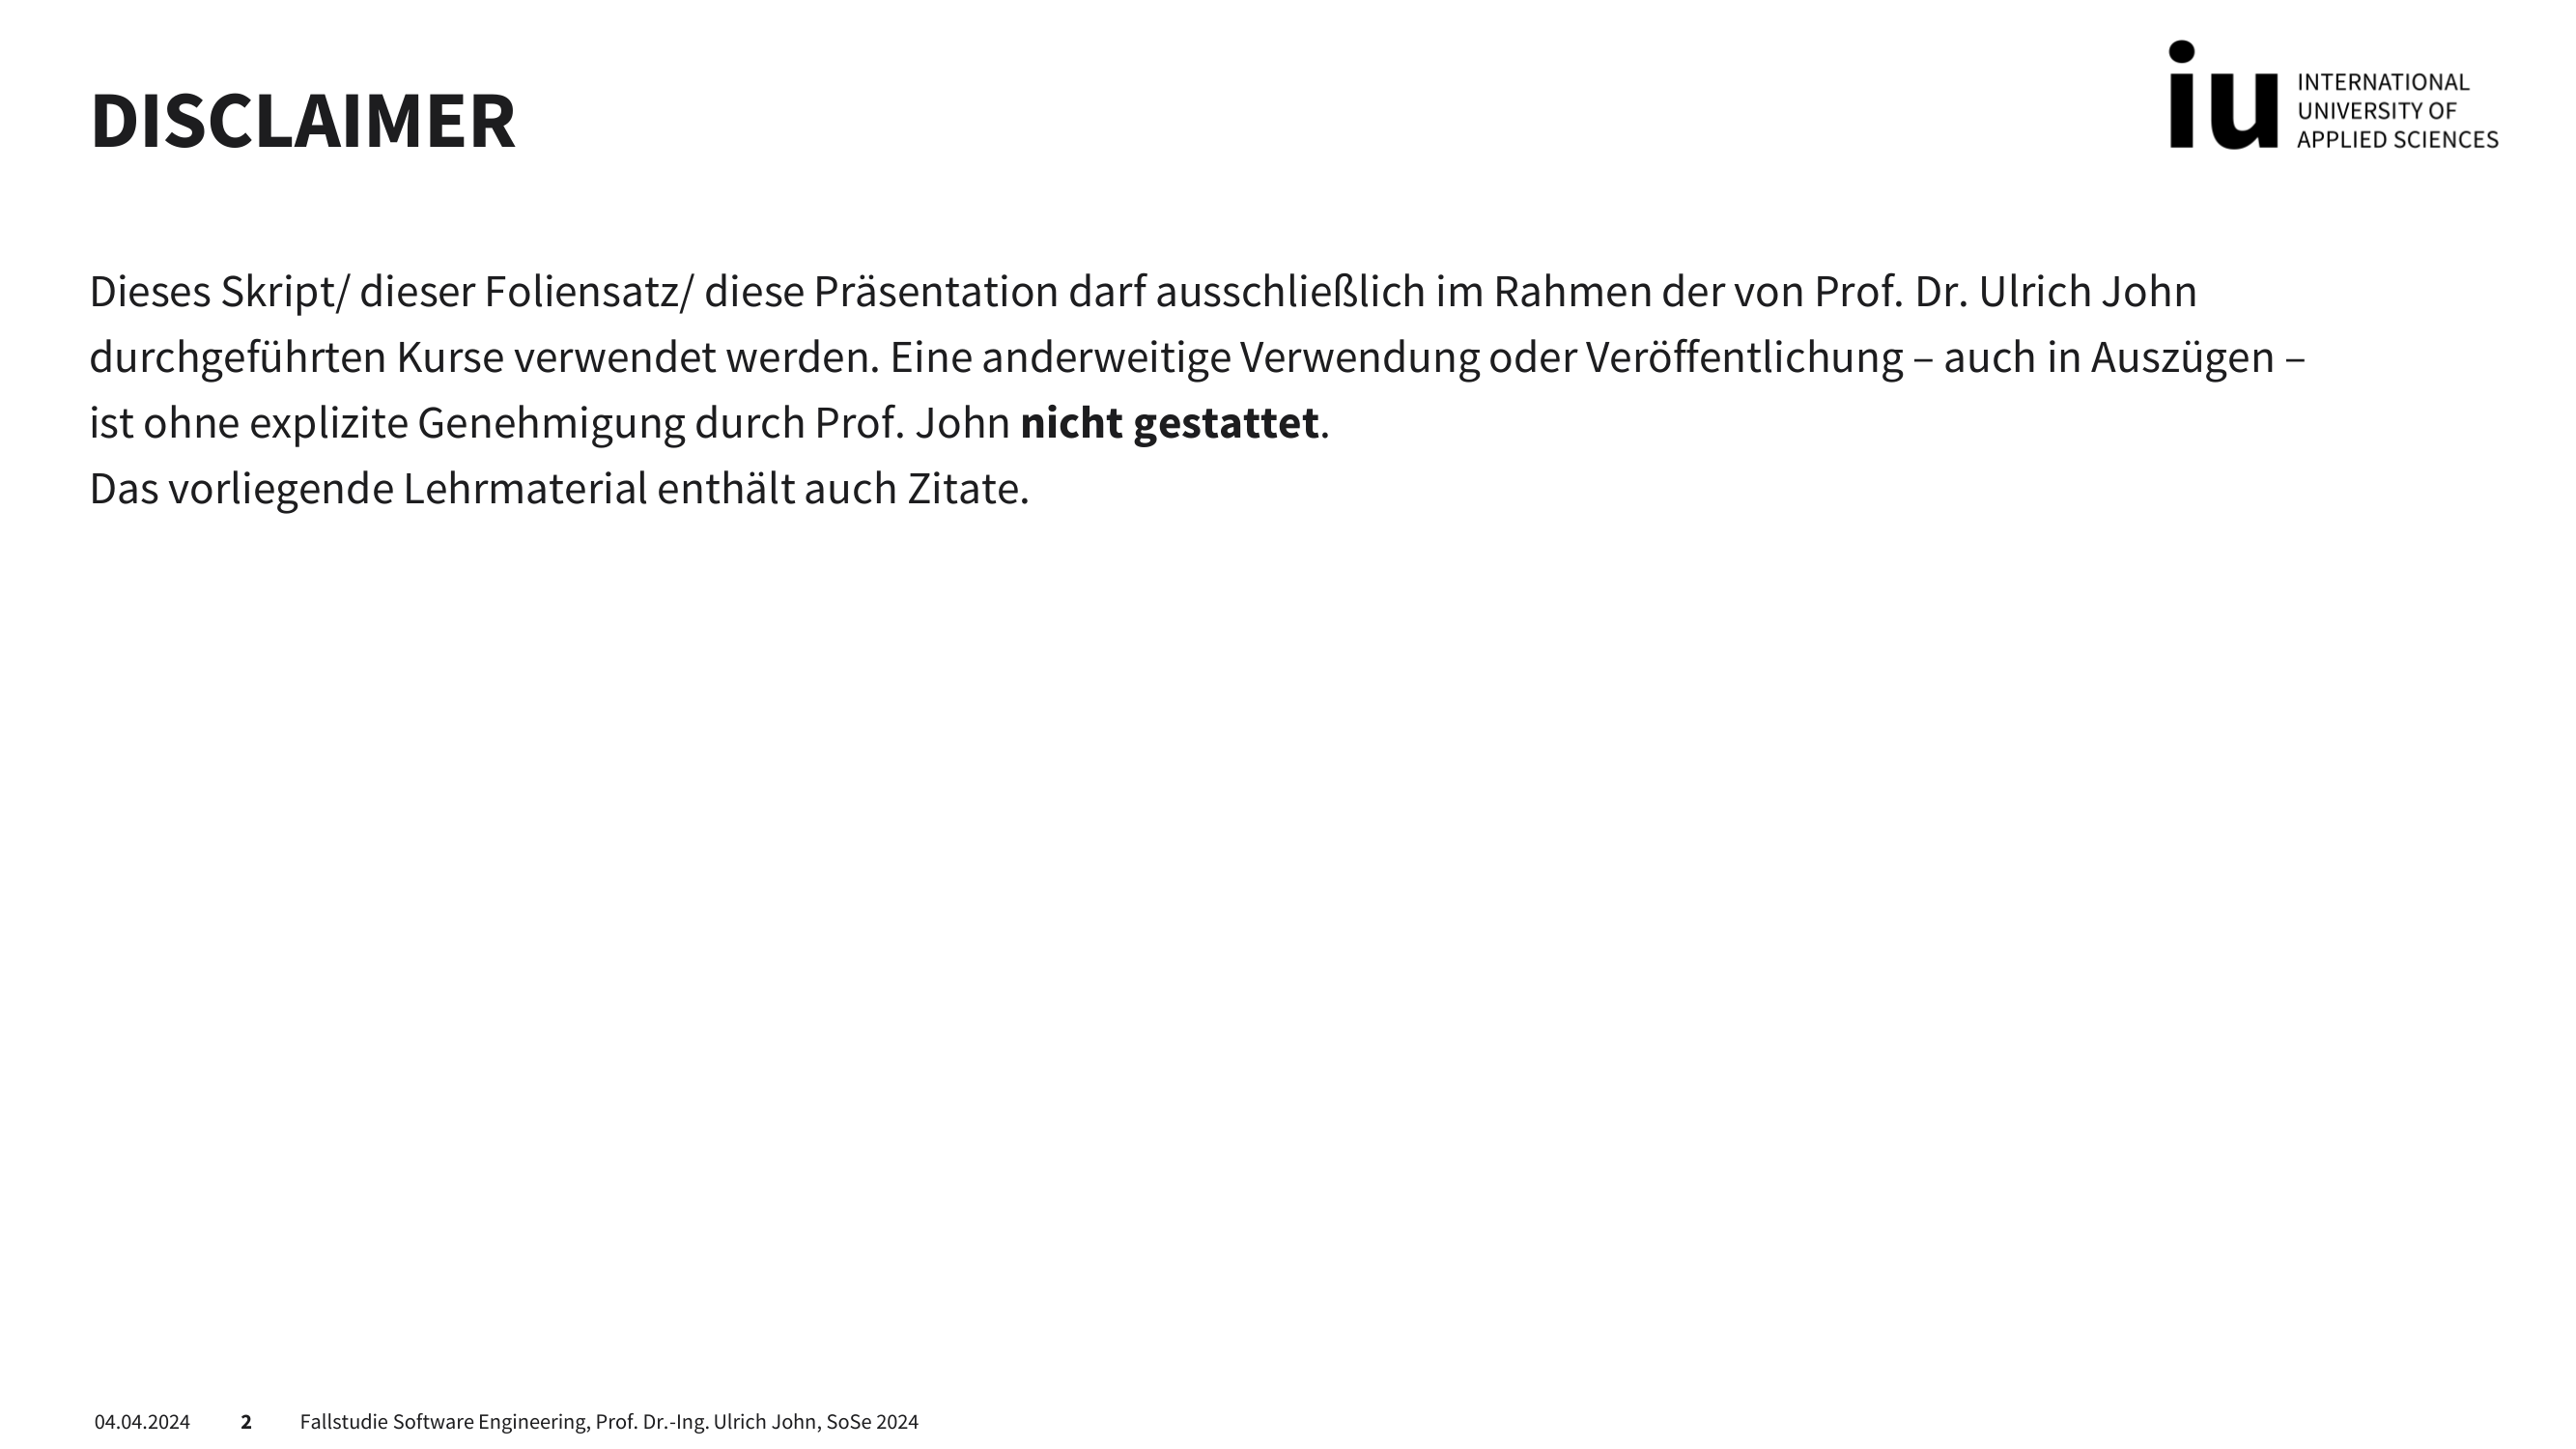 DISCLAIMER
iu INTERNATIONAL
UNIVERSITY OF
APPLIED SCIENCES
Dieses Skript/ dieser Foliensatz/ diese Präsentation darf ausschließlich im Rahmen der von Prof. Dr. Ulrich John
durchgeführten Kurse verwendet werden. Eine anderweitige Verwendung oder Veröffentlichung – auch in Auszügen –
ist ohne explizite Genehmigung durch Prof. John nicht gestattet.
Das vorliegende Lehrmaterial enthält auch Zitate.
04.04.2024 2 Fallstudie Software Engineering, Prof. Dr.-Ing. Ulrich John, SoSe 2024